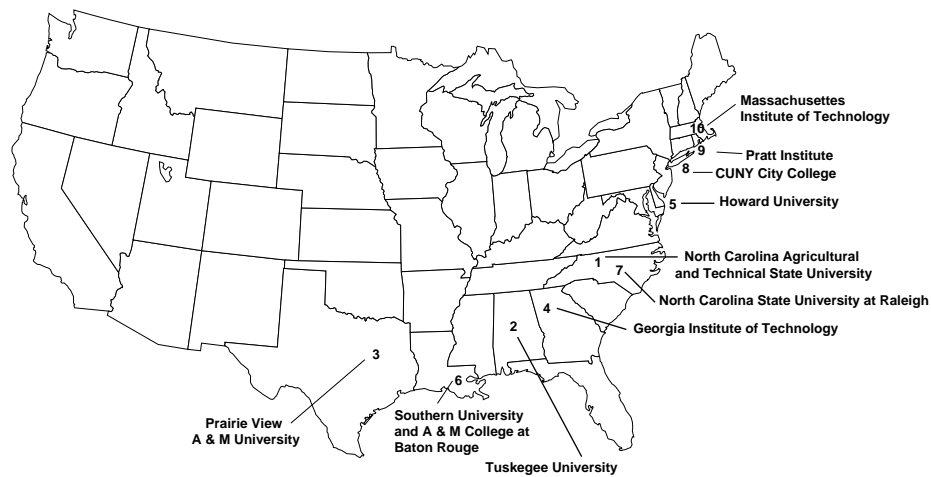 10 Massachusettes
Institute of Technology
9 Pratt Institute
8 CUNY City College
5 Howard University
1 North Carolina Agricultural
and Technical State University
7 North Carolina State University at Raleigh
4 Georgia Institute of Technology
2
3
6
Prairie View
A & M University
Southern University
and A & M College at
Baton Rouge
Tuskegee University